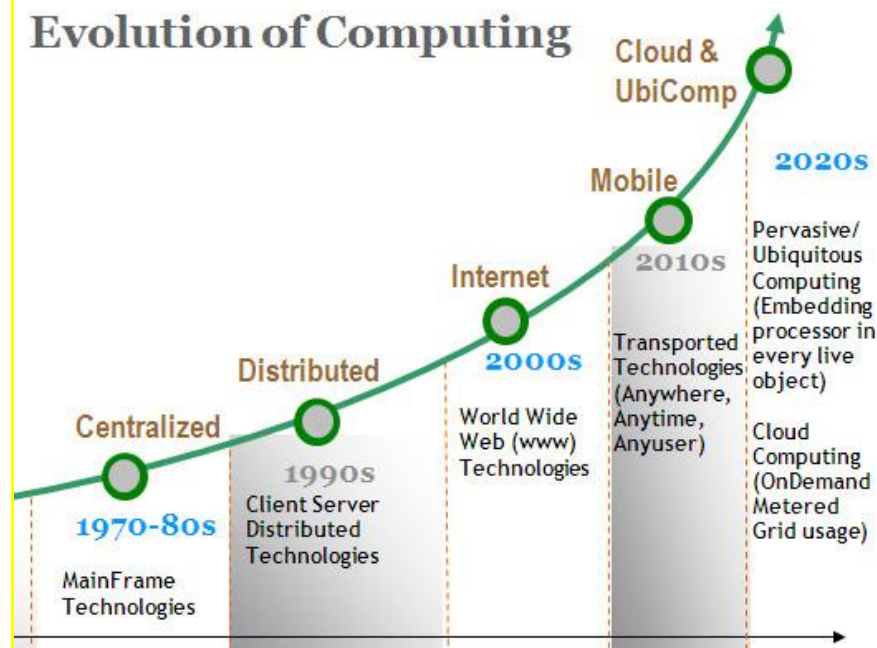 Evolution of Computing
Centralized
1970-80s
MainFrame
Technologies
Distributed
1990s
Client Server
Distributed
Technologies
Internet
2000s
World Wide
Web (www)
Technologies
Mobile
2010s
Transported
Technologies
(Anywhere,
Anytime,
Anyuser)
Cloud &
UbiComp
2020s
Pervasive/
Ubiquitous
Computing
(Embedding
processor in
every live
object)
Cloud
Computing
(OnDemand
Metered
Grid usage)